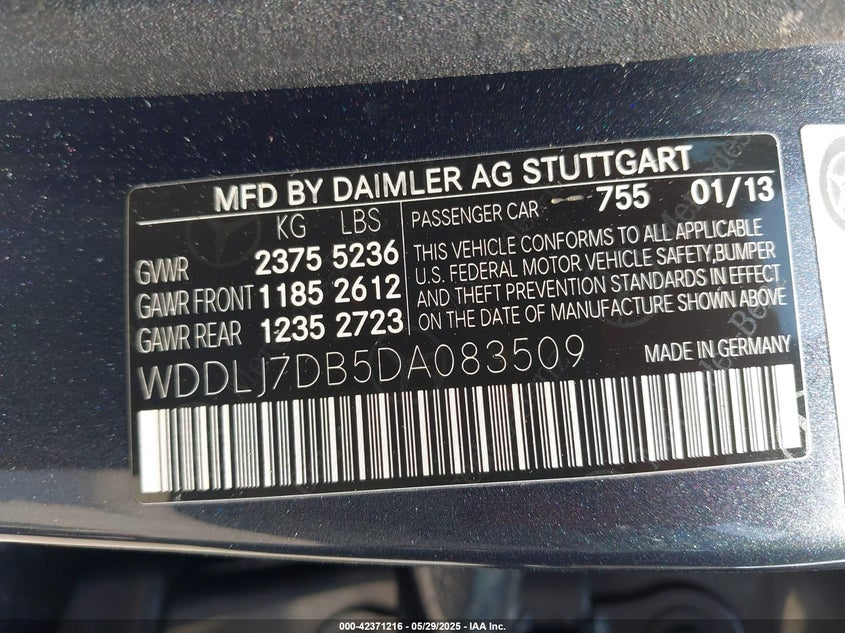 MFD BY DAIMLER AG STUTTGART
KG LBS
GVWR 2375 5236
GAWR FRONT 1185 2612
GAWR REAR 1235 2723
PASSENGER CAR 755 01/13
THIS VEHICLE CONFORMS TO ALL APPLICABLE
U.S. FEDERAL MOTOR VEHICLE SAFETY,BUMPER
AND THEFT PREVENTION STANDARDS IN EFFECT
ON THE DATE OF MANUFACTURE SHOWN ABOVE
WDDLJ7DB5DA083509
MADE IN GERMANY
000-42371216 - 05/29/2025 - IAA Inc.